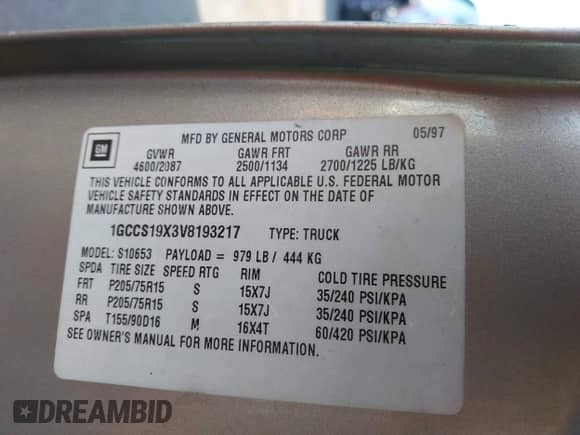 MFD BY GENERAL MOTORS CORP 05/97
GM
GVWR GAWR FRT GAWR RR
4600/2087 2500/1134 2700/1225 LB/KG
THIS VEHICLE CONFORMS TO ALL APPLICABLE U.S. FEDERAL MOTOR
VEHICLE SAFETY STANDARDS IN EFFECT ON THE DATE OF
MANUFACTURE SHOWN ABOVE.
1GCCS19X3V8193217 TYPE: TRUCK
MODEL: S10653 PAYLOAD = 979 LB/ 444 KG
SPDA TIRE SIZE SPEED RTG RIM COLD TIRE PRESSURE
FRT P205/75R15 S 15X7J 35/240 PSI/KPA
RR P205/75R15 S 15X7J 35/240 PSI/KPA
SPA T155/90D16 M 16X4T 60/420 PSI/KPA
SEE OWNER'S MANUAL FOR MORE INFORMATION.
DREAMBID